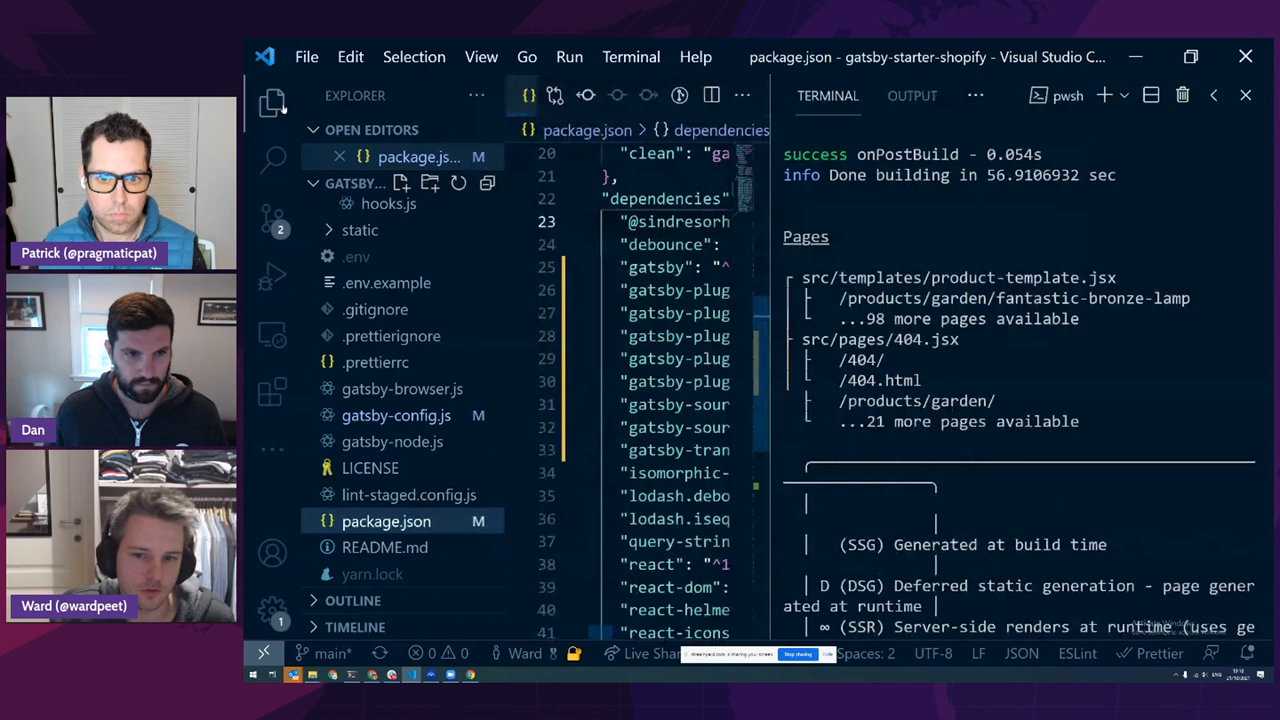 File Edit Selection View Go Run Terminal Help package.json - gatsby-starter-shopify - Visual Studio C...
EXPLORER
OPEN EDITORS
package.js... M
GATSBY...
hooks.js
static
.env
.env.example
.gitignore
.prettierignore
.prettierrc
gatsby-browser.js
gatsby-config.js M
gatsby-node.js
LICENSE
lint-staged.config.js
package.json M
README.md
yarn.lock
OUTLINE
TIMELINE
2
1
package.json > {} dependencies
20 "clean": "ga
21 },
22 "dependencies"
23 "@sindresorh
24 "debounce":
25 "gatsby": "^
26 "gatsby-plug
27 "gatsby-plug
28 "gatsby-plug
29 "gatsby-plug
30 "gatsby-plug
31 "gatsby-sour
32 "gatsby-sour
33 "gatsby-tran
34 "isomorphic-
35 "lodash.debo
36 "lodash.iseq
37 "query-strin
38 "react": "^1
39 "react-dom":
40 "react-helme
41 "react-icons
TERMINAL OUTPUT ... pwsh
success onPostBuild - 0.054s
info Done building in 56.9106932 sec
Pages
src/templates/product-template.jsx
/products/garden/fantastic-bronze-lamp
...98 more pages available
src/pages/404.jsx
/404/
/404.html
/products/garden/
...21 more pages available
(SSG) Generated at build time
D (DSG) Deferred static generation - page gener
ated at runtime
∞ (SSR) Server-side renders at runtime (uses ge
main* 0 0 Ward Live Shar Spaces: 2 UTF-8 LF JSON ESLint Prettier
Stop sharing
Patrick (@pragmaticpat)
Dan
Ward (@wardpeet)